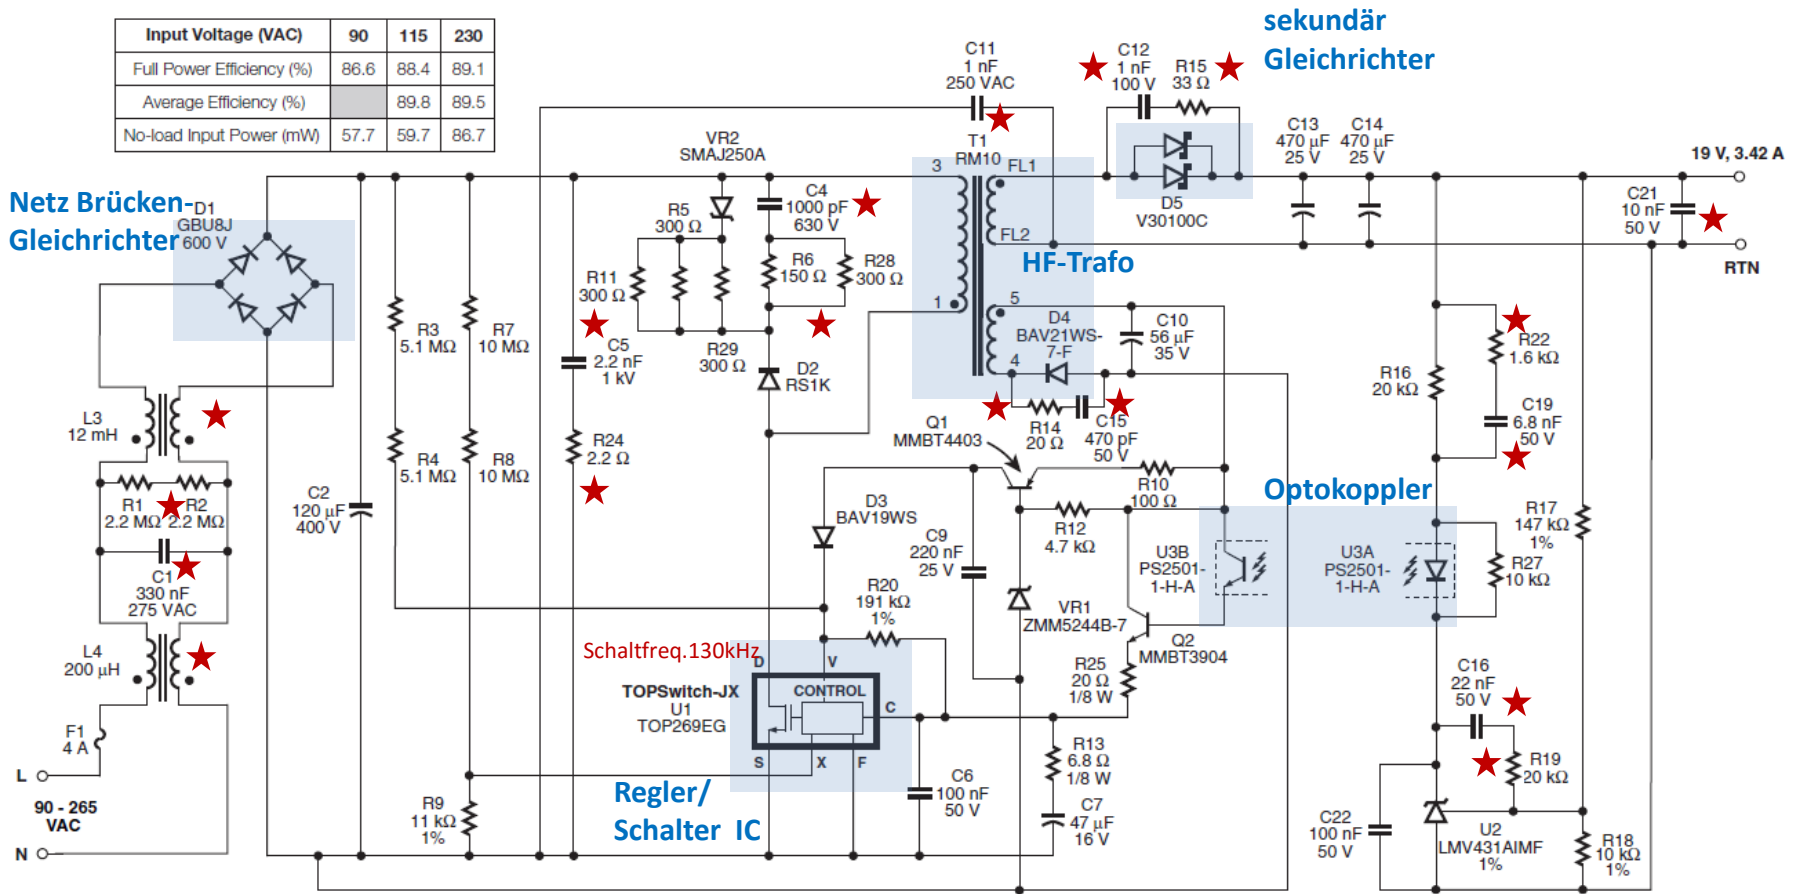 Input Voltage (VAC) 90 115 230
Full Power Efficiency (%) 86.6 88.4 89.1
Average Efficiency (%) 89.8 89.5
No-load Input Power (mW) 57.7 59.7 86.7
sekundär
Gleichrichter
C11
1 nF
250 VAC
C12
1 nF
100 V
R15
33 Ω
VR2
SMAJ250A
T1
RM10
3
FL1
FL2
1
5
4
D5
V30100C
C13
470 µF
25 V
C14
470 µF
25 V
19 V, 3.42 A
C21
10 nF
50 V
RTN
Netz Brücken-
Gleichrichter
D1
GBU8J
600 V
R5
300 Ω
C4
1000 pF
630 V
R11
300 Ω
R6
150 Ω
R28
300 Ω
HF-Trafo
D4
BAV21WS-
7-F
C10
56 µF
35 V
R3
5.1 MΩ
R7
10 MΩ
C5
2.2 nF
1 kV
R29
300 Ω
D2
RS1K
R22
1.6 kΩ
R16
20 kΩ
C19
6.8 nF
50 V
L3
12 mH
R14
20 Ω
C15
470 pF
50 V
Q1
MMBT4403
R4
5.1 MΩ
R8
10 MΩ
R24
2.2 Ω
R10
100 Ω
Optokoppler
R1
2.2 MΩ
R2
2.2 MΩ
C2
120 µF
400 V
D3
BAV19WS
C9
220 nF
25 V
R12
4.7 kΩ
U3B
PS2501-
1-H-A
U3A
PS2501-
1-H-A
R17
147 kΩ
1%
R27
10 kΩ
C1
330 nF
275 VAC
R20
191 kΩ
1%
VR1
ZMM5244B-7
Q2
MMBT3904
L4
200 µH
Schaltfreq.130kHz
D
V
CONTROL
C
S
X
F
TOPSwitch-JX
U1
TOP269EG
R25
20 Ω
1/8 W
C16
22 nF
50 V
F1
4 A
R13
6.8 Ω
1/8 W
R19
20 kΩ
L
90 - 265
VAC
N
R9
11 kΩ
1%
Regler/
Schalter IC
C6
100 nF
50 V
C7
47 µF
16 V
C22
100 nF
50 V
U2
LMV431AIMF
1%
R18
10 kΩ
1%